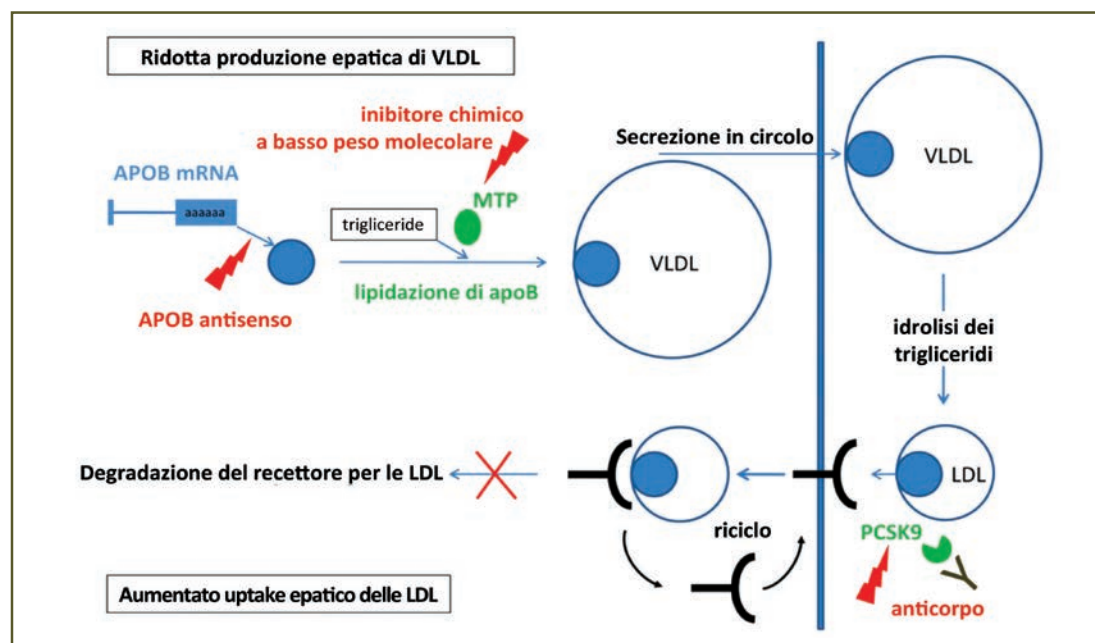 Ridotta produzione epatica di VLDL
inibitore chimico
a basso peso molecolare
APOB mRNA
aaaaaa
MTP
trigliceride
lipidazione di apoB
APOB antisenso
VLDL
Secrezione in circolo
VLDL
idrolisi dei
trigliceridi
Degradazione del recettore per le LDL
LDL
riciclo
PCSK9
anticorpo
Aumentato uptake epatico delle LDL